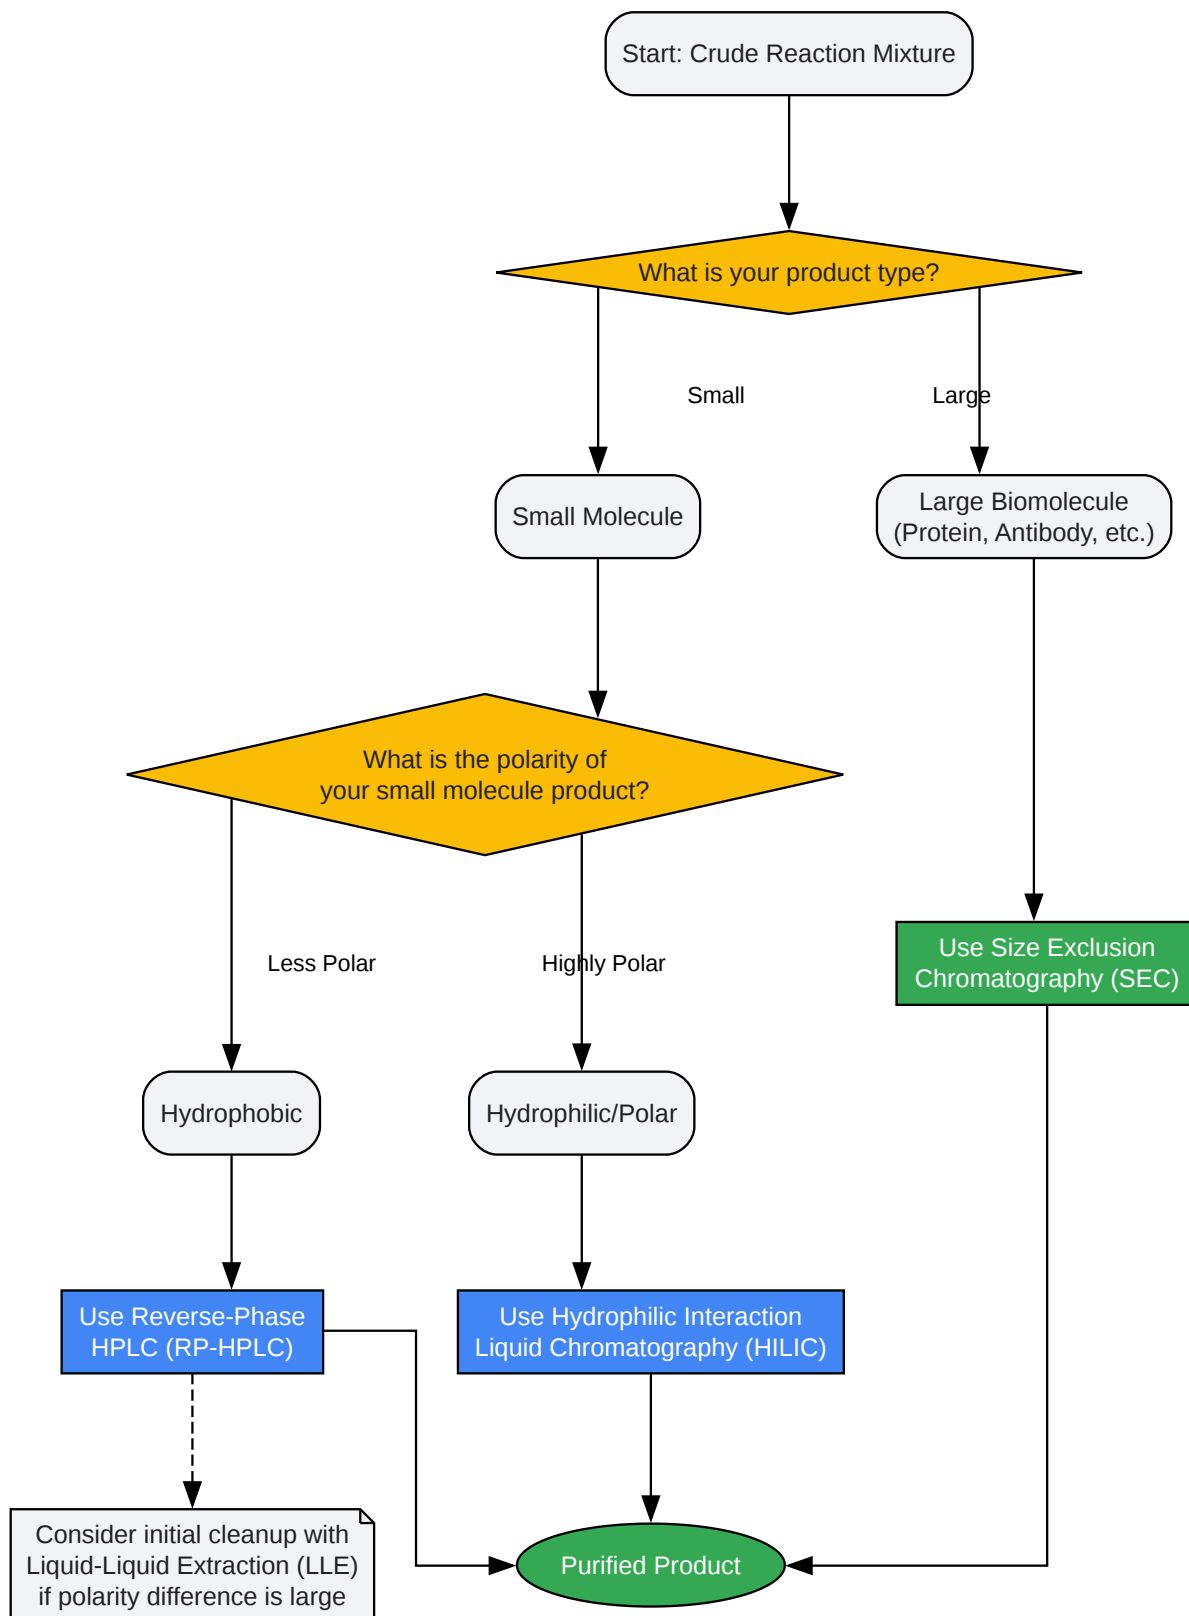 Start: Crude Reaction Mixture
What is your product type?
Small
Large
Small Molecule
Large Biomolecule
(Protein, Antibody, etc.)
What is the polarity of
your small molecule product?
Less Polar
Highly Polar
Use Size Exclusion
Chromatography (SEC)
Hydrophobic
Hydrophilic/Polar
Use Reverse-Phase
HPLC (RP-HPLC)
Use Hydrophilic Interaction
Liquid Chromatography (HILIC)
Consider initial cleanup with
Liquid-Liquid Extraction (LLE)
if polarity difference is large
Purified Product